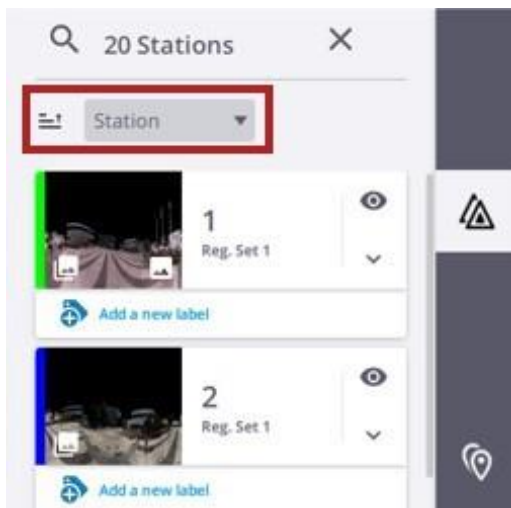 20 Stations
Station
1
Reg. Set 1
Add a new label
2
Reg. Set 1
Add a new label